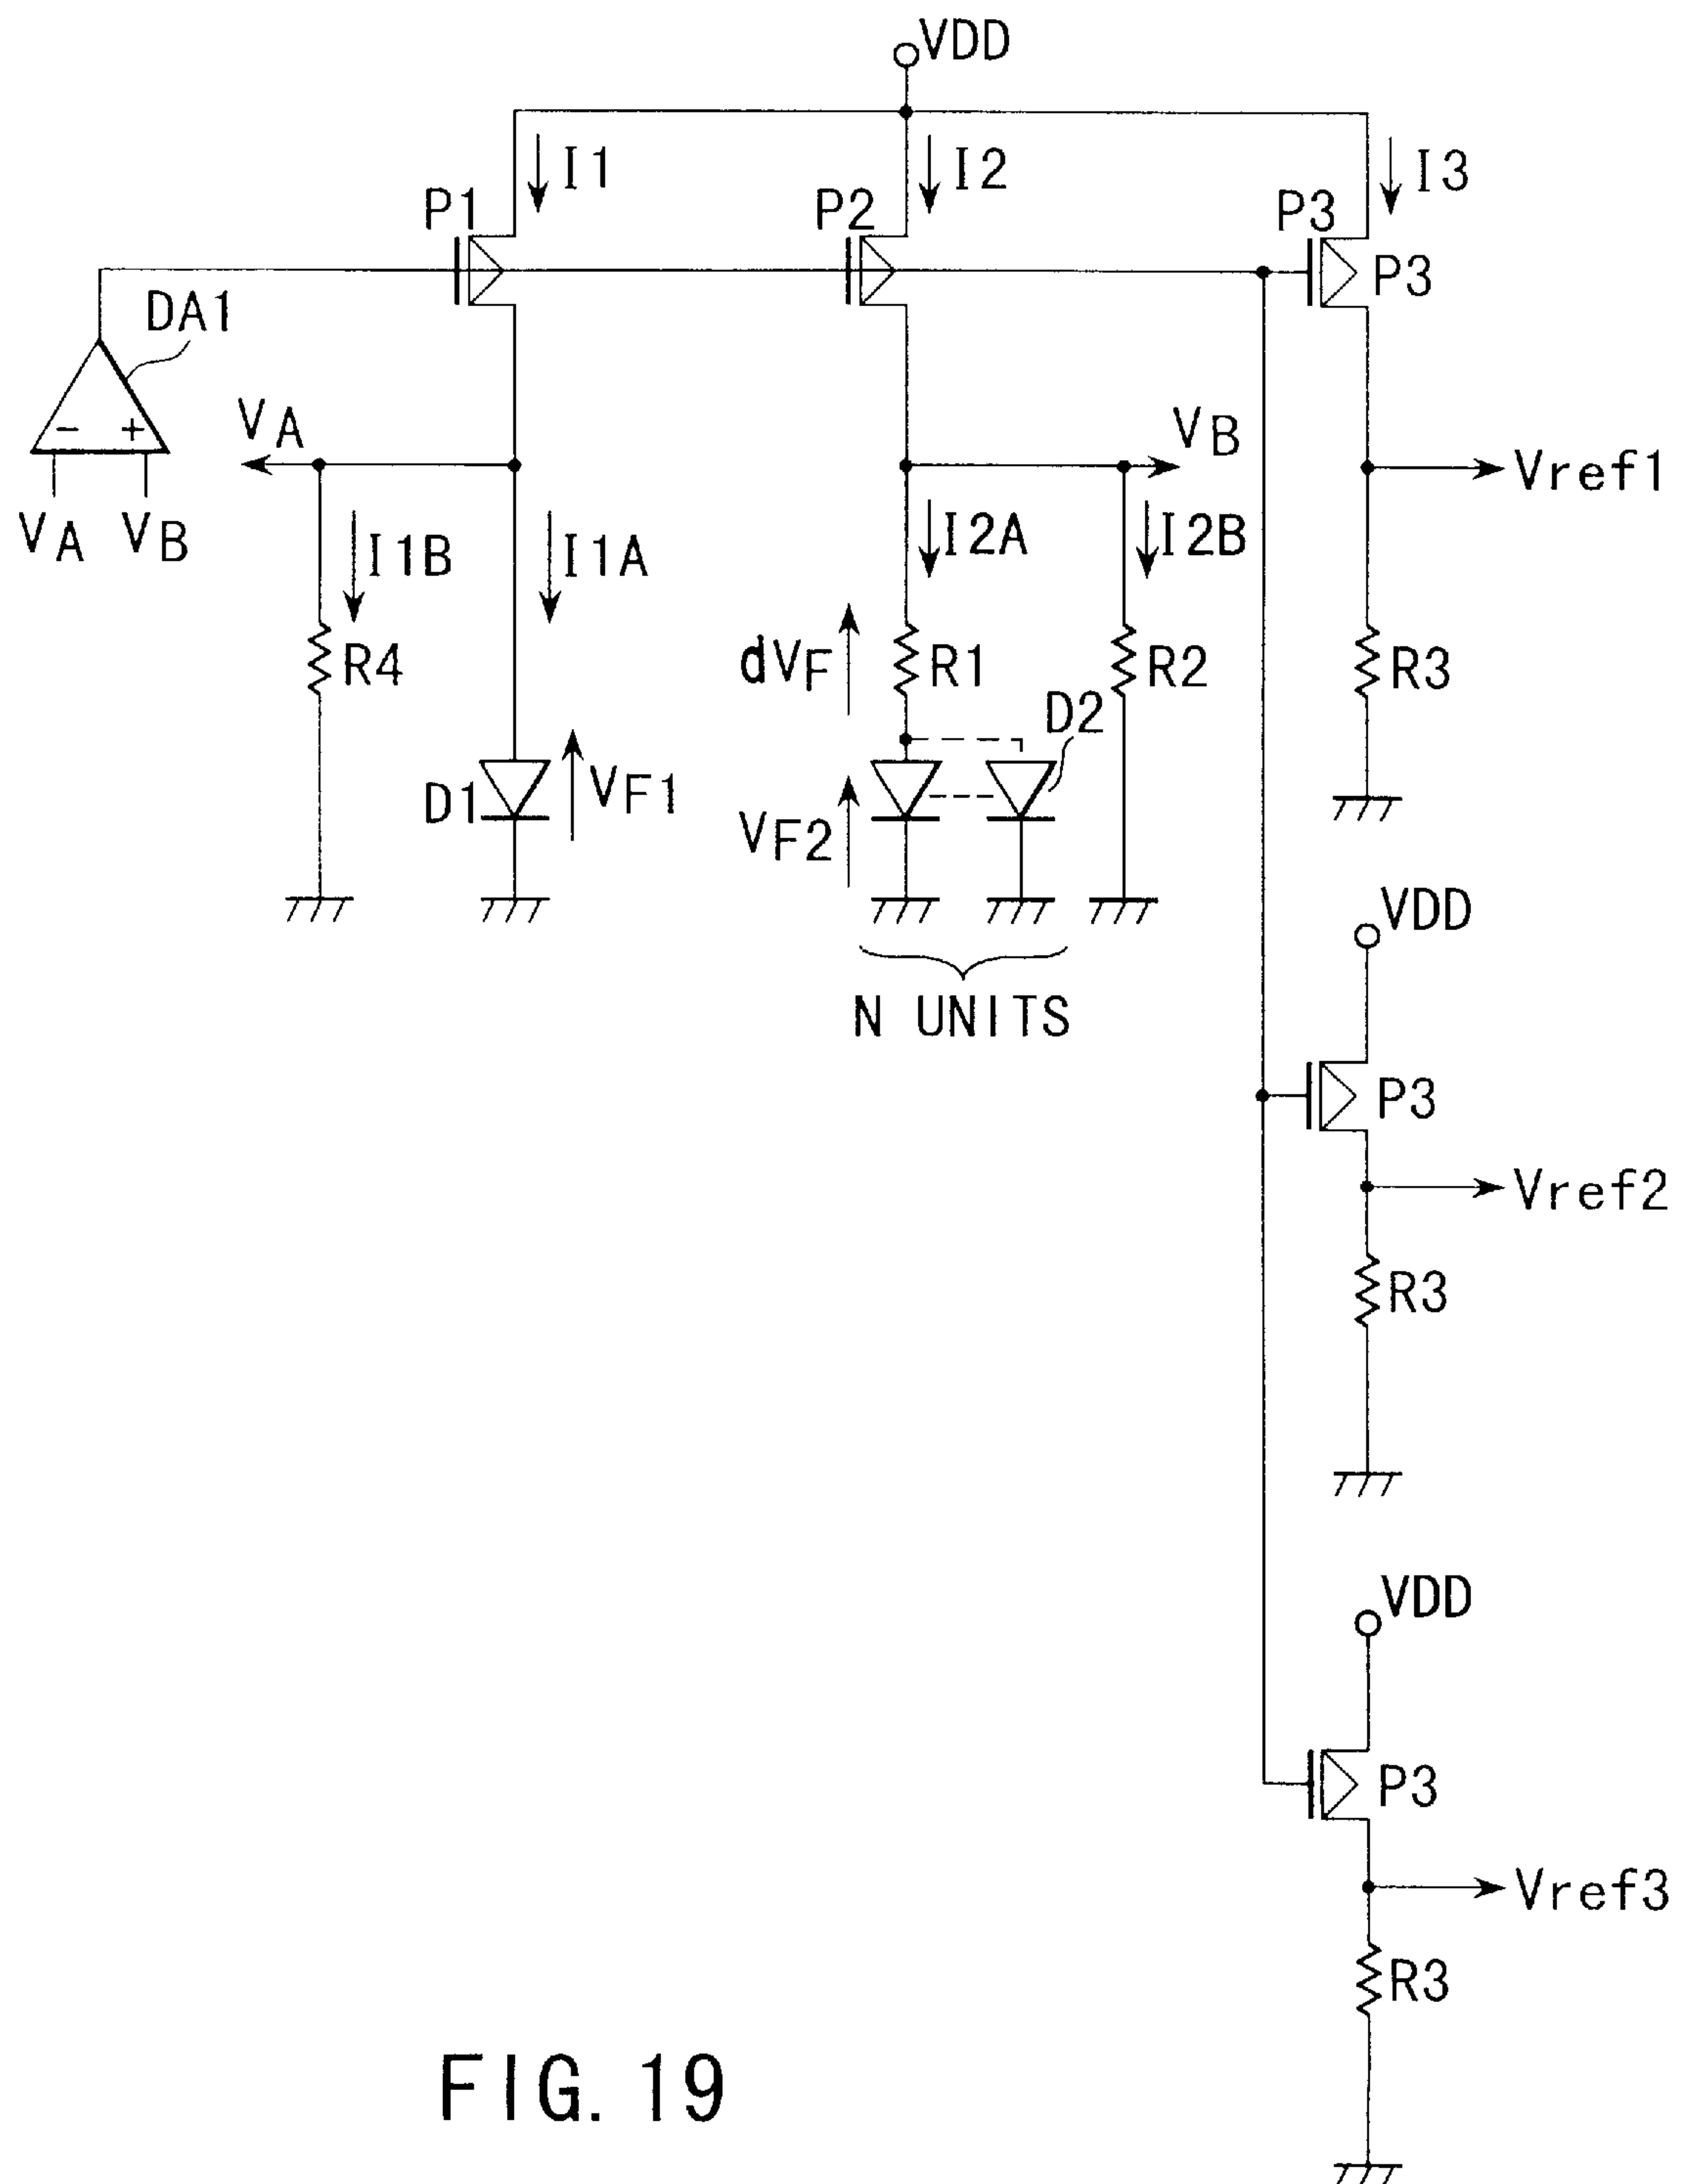 VDD
I1
I2
I3
P1
P2
P3
P3
DA1
- +
VA
VB
VA
VB
Vref1
I1B
I1A
I2A
I2B
R4
dVF
R1
R2
R3
D2
D1
VF1
VF2
N UNITS
VDD
P3
Vref2
R3
VDD
P3
Vref3
R3
FIG. 19